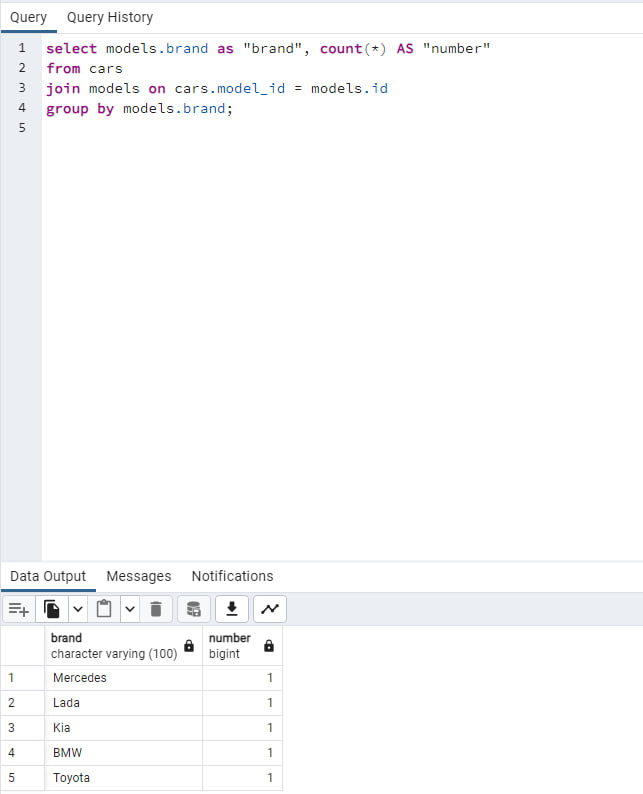 Query Query History
1 select models.brand as "brand", count(*) AS "number"
2 from cars
3 join models on cars.model_id = models.id
4 group by models.brand;
5
Data Output Messages Notifications
brand number
character varying (100) bigint
1 Mercedes 1
2 Lada 1
3 Kia 1
4 BMW 1
5 Toyota 1